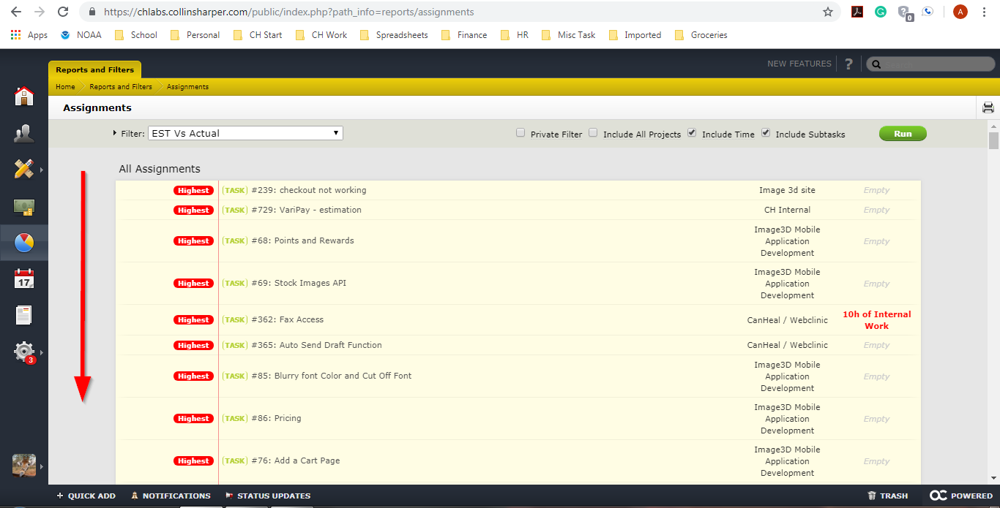 https://chlabs.collinsharper.com/public/index.php?path_info=reports/assignments
0
A
Apps NOAA School Personal CH Start CH Work Spreadsheets Finance HR Misc Task Imported Groceries
Reports and Filters
NEW FEATURES ?
Home Reports and Filters Assignments
Assignments
Filter: EST Vs Actual Private Filter Include All Projects Include Time Include Subtasks Run
All Assignments
Highest TASK #239: checkout not working Image 3d site Empty
Highest TASK #729: VariPay - estimation CH Internal Empty
Highest TASK #68: Points and Rewards Image3D Mobile Application Development Empty
Highest TASK #69: Stock Images API Image3D Mobile Application Development Empty
Highest TASK #362: Fax Access CanHeal / Webclinic 10h of Internal Work
Highest TASK #365: Auto Send Draft Function CanHeal / Webclinic Empty
Highest TASK #85: Blurry font Color and Cut Off Font Image3D Mobile Application Development Empty
Highest TASK #86: Pricing Image3D Mobile Application Development Empty
Highest TASK #76: Add a Cart Page Image3D Mobile Application Development Empty
17
3
+ QUICK ADD NOTIFICATIONS STATUS UPDATES TRASH POWERED